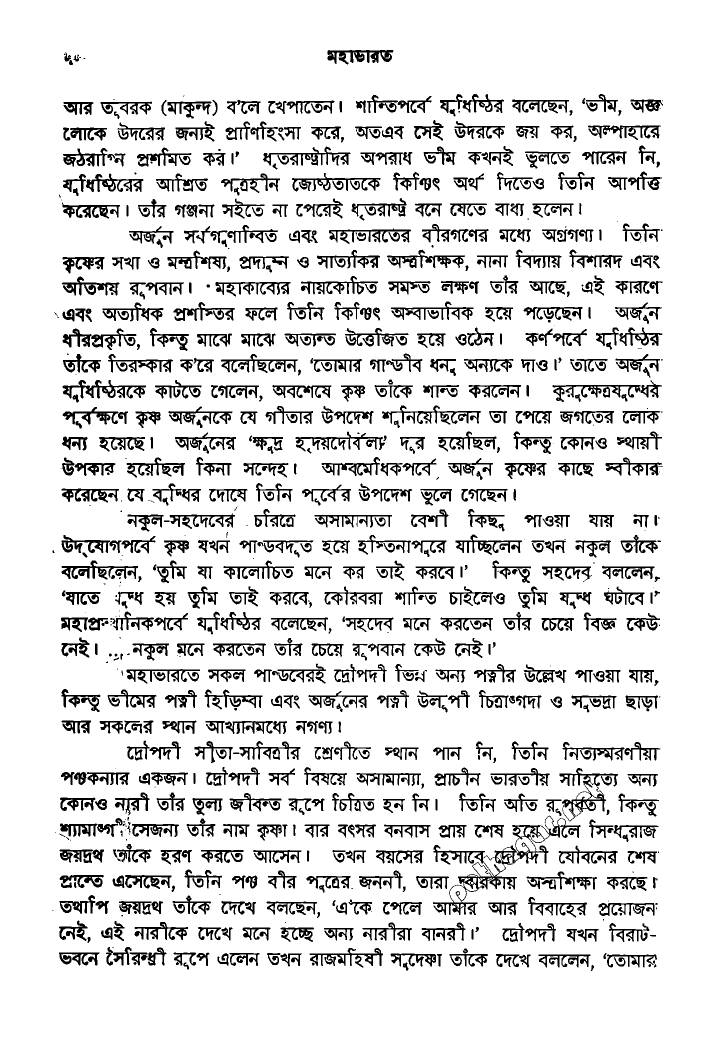 মহাভারত
আর তূবরক (মাকুন্দ) ব'লে খেপাতেন। শান্তিপর্বে যুধিষ্ঠির বলেছেন, 'ভীম, অজ্ঞ
লোকে উদরের জন্যই প্রাণিহিংসা করে, অতএব সেই উদরকে জয় কর, অল্পাহারে
জঠরাগ্নি প্রশমিত কর।' ধৃতরাষ্ট্রাদির অপরাধ ভীম কখনই ভুলতে পারেন নি,
যুধিষ্ঠিরের আশ্রিত পুত্রহীন জ্যেষ্ঠতাতকে কিঞ্চিৎ অর্থ দিতেও তিনি আপত্তি
করেছেন। তাঁর গঞ্জনা সইতে না পেরেই ধৃতরাষ্ট্র বনে যেতে বাধ্য হলেন।
অর্জুন সর্বগুণান্বিত এবং মহাভারতের বীরগণের মধ্যে অগ্রগণ্য। তিনি
কৃষ্ণের সখা ও মন্ত্রশিষ্য, প্রদ্যুম্ন ও সাত্যকির অস্ত্রশিক্ষক, নানা বিদ্যায় বিশারদ এবং
অতিশয় রূপবান। মহাকাব্যের নায়কোচিত সমস্ত লক্ষণ তাঁর আছে, এই কারণে
এবং অত্যধিক প্রশস্তির ফলে তিনি কিঞ্চিৎ অস্বাভাবিক হয়ে পড়েছেন। অর্জুন
ধীরপ্রকৃতি, কিন্তু মাঝে মাঝে অত্যন্ত উত্তেজিত হয়ে ওঠেন। কর্ণপর্বে যুধিষ্ঠির
তাঁকে তিরস্কার ক'রে বলেছিলেন, 'তোমার গাণ্ডীব ধনু অন্যকে দাও।' তাতে অর্জুন
যুধিষ্ঠিরকে কাটতে গেলেন, অবশেষে কৃষ্ণ তাঁকে শান্ত করলেন। কুরুক্ষেত্রযুদ্ধের
পূর্বক্ষণে কৃষ্ণ অর্জুনকে যে গীতার উপদেশ শুনিয়েছিলেন তা পেয়ে জগতের লোক
ধন্য হয়েছে। অর্জুনের 'ক্ষুদ্র হৃদয়দৌর্বল্য' দূর হয়েছিল, কিন্তু কোনও স্থায়ী
উপকার হয়েছিল কিনা সন্দেহ। আশ্বমেধিকপর্বে অর্জুন কৃষ্ণের কাছে স্বীকার
করেছেন যে বুদ্ধির দোষে তিনি পূর্বের উপদেশ ভুলে গেছেন।
নকুল-সহদেবের চরিত্রে অসামান্যতা বেশী কিছু পাওয়া যায় না।
উদ্‌যোগপর্বে কৃষ্ণ যখন পাণ্ডবদূত হয়ে হস্তিনাপুরে যাচ্ছিলেন তখন নকুল তাঁকে
বলেছিলেন, 'তুমি যা কালোচিত মনে কর তাই করবে।' কিন্তু সহদেব বললেন,
'যাতে যুদ্ধ হয় তুমি তাই করবে, কৌরবরা শান্তি চাইলেও তুমি যুদ্ধ ঘটাবে।'
মহাপ্রস্থানিকপর্বে যুধিষ্ঠির বলেছেন, 'সহদেব মনে করতেন তাঁর চেয়ে বিজ্ঞ কেউ
নেই। ... নকুল মনে করতেন তাঁর চেয়ে রূপবান কেউ নেই।'
মহাভারতে সকল পাণ্ডবেরই দ্রৌপদী ভিন্ন অন্য পত্নীর উল্লেখ পাওয়া যায়,
কিন্তু ভীমের পত্নী হিড়িম্বা এবং অর্জুনের পত্নী উলূপী চিত্রাঙ্গদা ও সুভদ্রা ছাড়া
আর সকলের স্থান আখ্যানমধ্যে নগণ্য।
দ্রৌপদী সীতা-সাবিত্রীর শ্রেণীতে স্থান পান নি, তিনি নিত্যস্মরণীয়া
পঞ্চকন্যার একজন। দ্রৌপদী সর্ব বিষয়ে অসামান্যা, প্রাচীন ভারতীয় সাহিত্যে অন্য
কোনও নারী তাঁর তুল্য জীবন্ত রূপে চিত্রিত হন নি। তিনি অতি রূপবতী, কিন্তু
শ্যামাঙ্গী সেজন্য তাঁর নাম কৃষ্ণা। বার বৎসর বনবাস প্রায় শেষ হয়ে এলে সিন্ধুরাজ
জয়দ্রথ তাঁকে হরণ করতে আসেন। তখন বয়সের হিসাবে দ্রৌপদী যৌবনের শেষ
প্রান্তে এসেছেন, তিনি পঞ্চ বীর পুত্রের জননী, তারা দ্বারকায় অস্ত্রশিক্ষা করছে।
তথাপি জয়দ্রথ তাঁকে দেখে বলছেন, 'এঁকে পেলে আমার আর বিবাহের প্রয়োজন
নেই, এই নারীকে দেখে মনে হচ্ছে অন্য নারীরা বানরী।' দ্রৌপদী যখন বিরাট-
ভবনে সৈরিন্ধ্রী রূপে এলেন তখন রাজমহিষী সুদেষ্ণা তাঁকে দেখে বললেন, 'তোমার